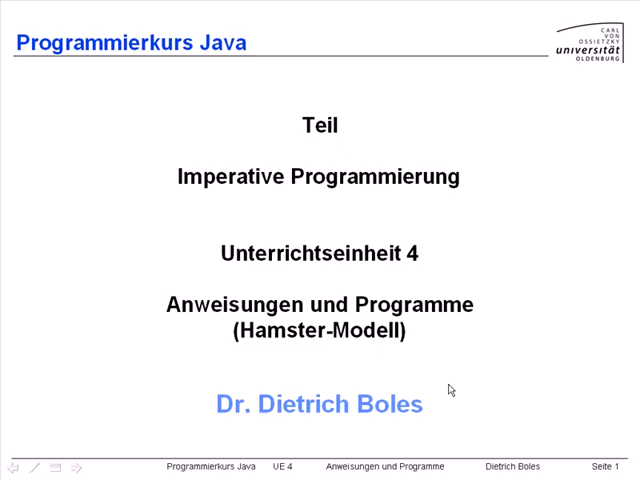 Programmierkurs Java
CARL
VON
OSSIETZKY
universität
OLDENBURG
Teil
Imperative Programmierung
Unterrichtseinheit 4
Anweisungen und Programme
(Hamster-Modell)
Dr. Dietrich Boles
Programmierkurs Java UE 4 Anweisungen und Programme Dietrich Boles Seite 1